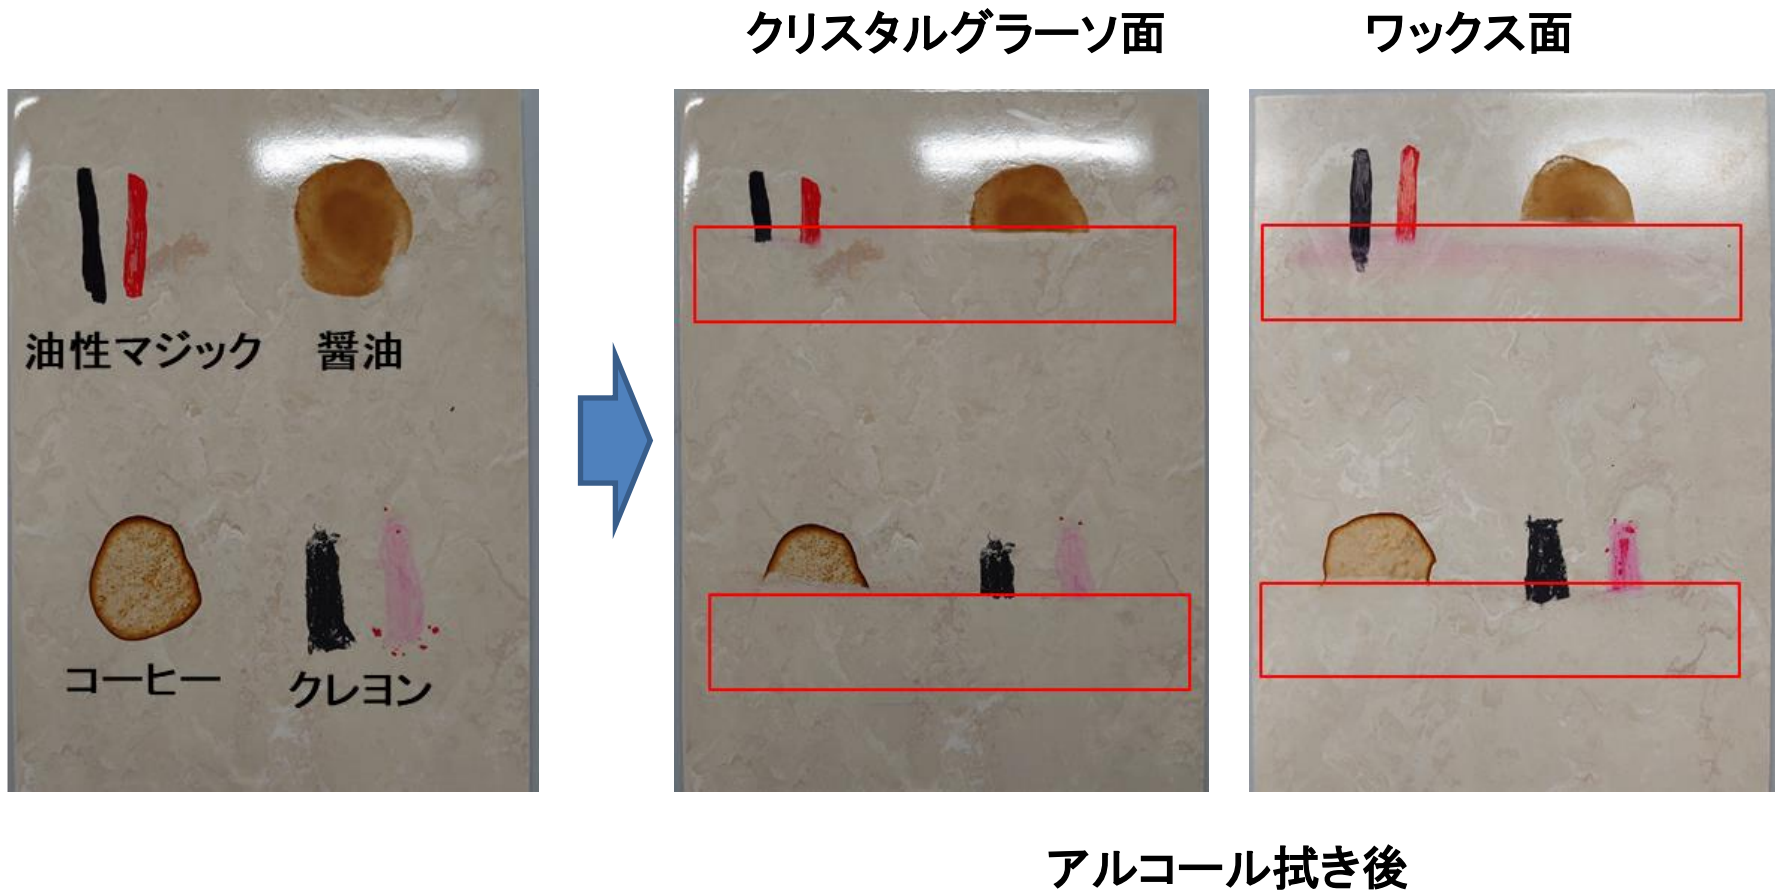 クリスタルグラーソ面
ワックス面
油性マジック
醤油
コーヒー
クレヨン
アルコール拭き後